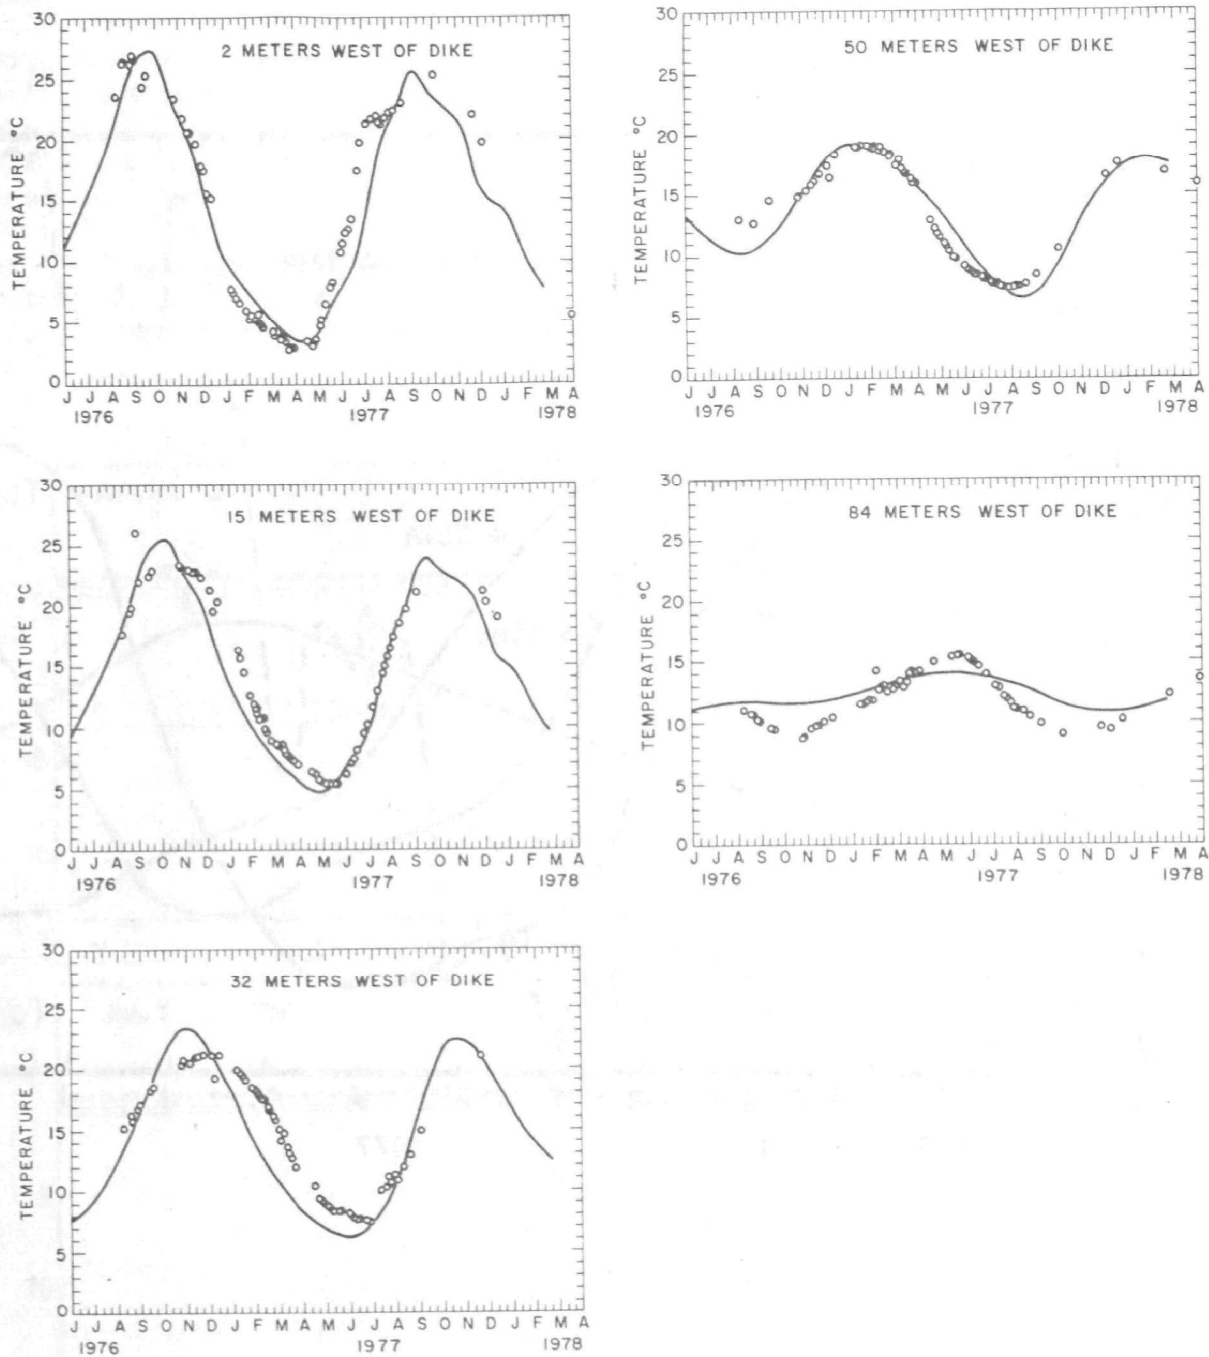 2 METERS WEST OF DIKE
TEMPERATURE °C
30
25
20
15
10
5
0
J J A S O N D J F M A M J J A S O N D J F M A
1976 1977 1978
50 METERS WEST OF DIKE
TEMPERATURE °C
30
25
20
15
10
5
0
J J A S O N D J F M A M J J A S O N D J F M A
1976 1977 1978
15 METERS WEST OF DIKE
TEMPERATURE °C
30
25
20
15
10
5
0
J J A S O N D J F M A M J J A S O N D J F M A
1976 1977 1978
84 METERS WEST OF DIKE
TEMPERATURE °C
30
25
20
15
10
5
0
J J A S O N D J F M A M J J A S O N D J F M A
1976 1977 1978
32 METERS WEST OF DIKE
TEMPERATURE °C
30
25
20
15
10
5
0
J J A S O N D J F M A M J J A S O N D J F M A
1976 1977 1978